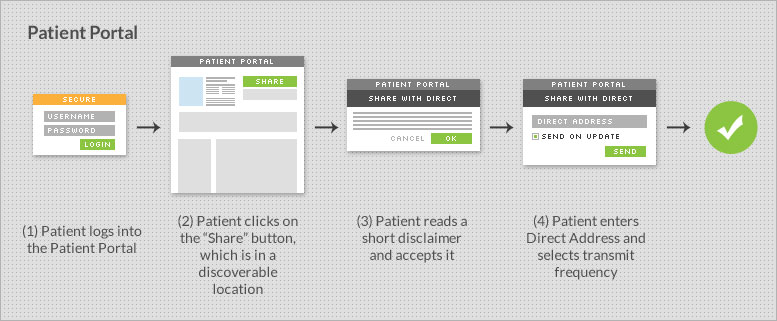 Patient Portal
SECURE
USERNAME
PASSWORD
LOGIN
PATIENT PORTAL
SHARE
PATIENT PORTAL
SHARE WITH DIRECT
CANCEL OK
PATIENT PORTAL
SHARE WITH DIRECT
DIRECT ADDRESS
SEND ON UPDATE
SEND
(1) Patient logs into
the Patient Portal
(2) Patient clicks on
the “Share” button,
which is in a
discoverable
location
(3) Patient reads a
short disclaimer
and accepts it
(4) Patient enters
Direct Address and
selects transmit
frequency